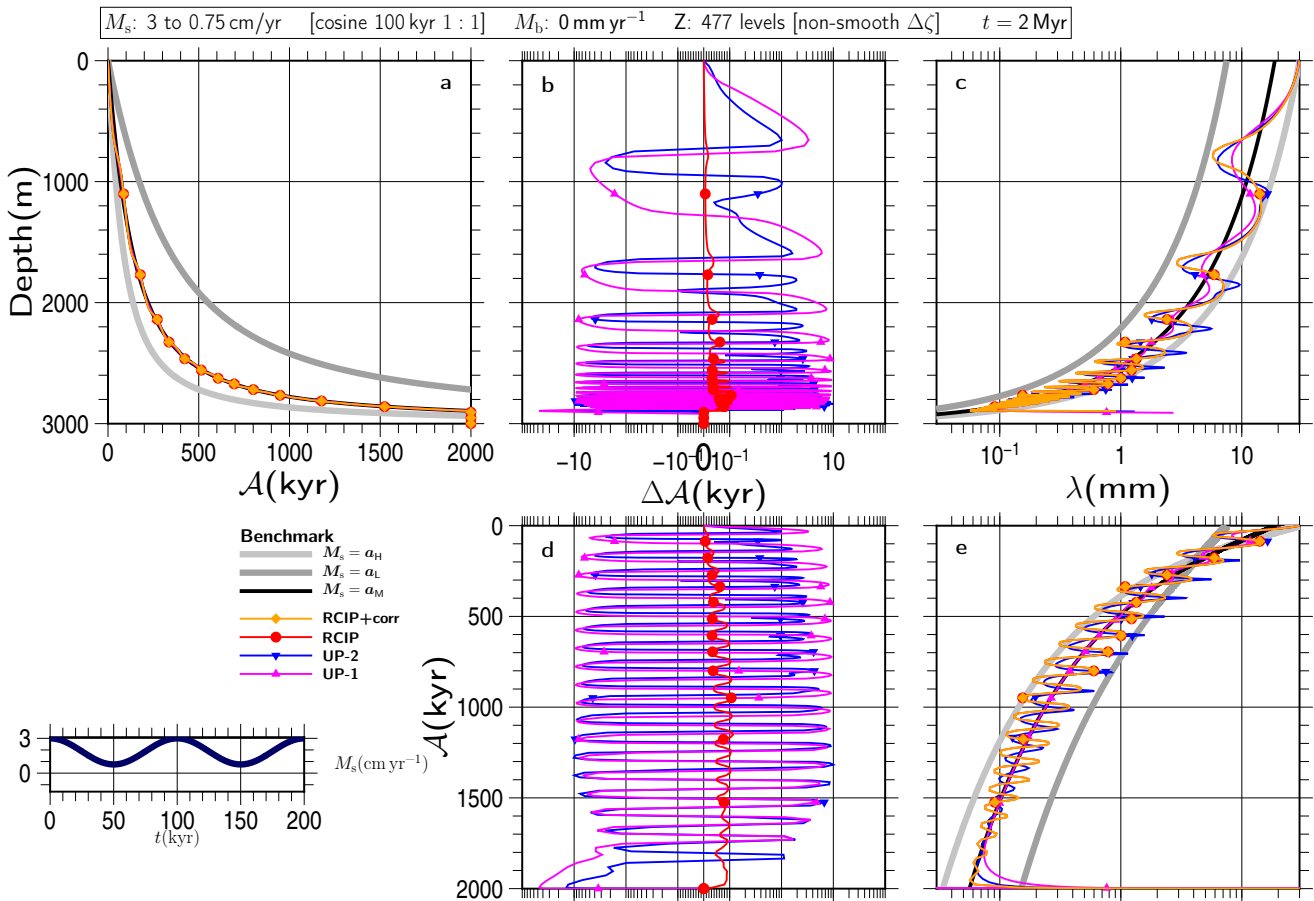 Mₛ: 3 to 0.75 cm/yr [cosine 100 kyr 1 : 1] M_b: 0 mm yr⁻¹ Z: 477 levels [non-smooth Δζ] t = 2 Myr
a b c
0
1000
2000
3000
Depth(m)
0 500 1000 1500 2000
𝒜(kyr)
−10 −10⁻¹ 0 10⁻¹ 10
Δ𝒜(kyr)
10⁻¹ 1 10
λ(mm)
Benchmark
Mₛ = a_H
Mₛ = a_L
Mₛ = a_M
RCIP+corr
RCIP
UP-2
UP-1
3
0
0 50 100 150 200
t(kyr)
Mₛ(cm yr⁻¹)
d e
0
500
1000
1500
2000
𝒜(kyr)